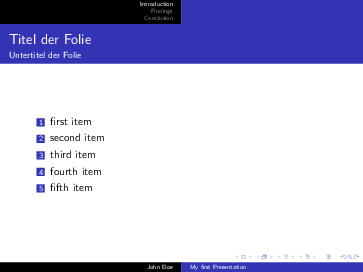 Introduction
Findings
Conclusion
Titel der Folie
Untertitel der Folie
1 first item
2 second item
3 third item
4 fourth item
5 fifth item
John Doe My first Presentation